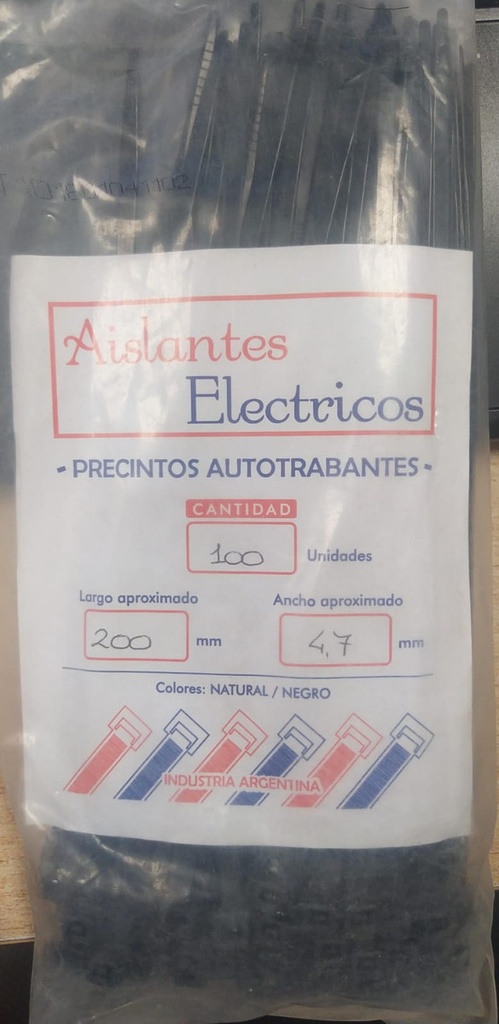 Aislantes
Electricos
- PRECINTOS AUTOTRABANTES -
CANTIDAD
100 Unidades
Largo aproximado Ancho aproximado
200 mm 4,7 mm
Colores: NATURAL / NEGRO
INDUSTRIA ARGENTINA